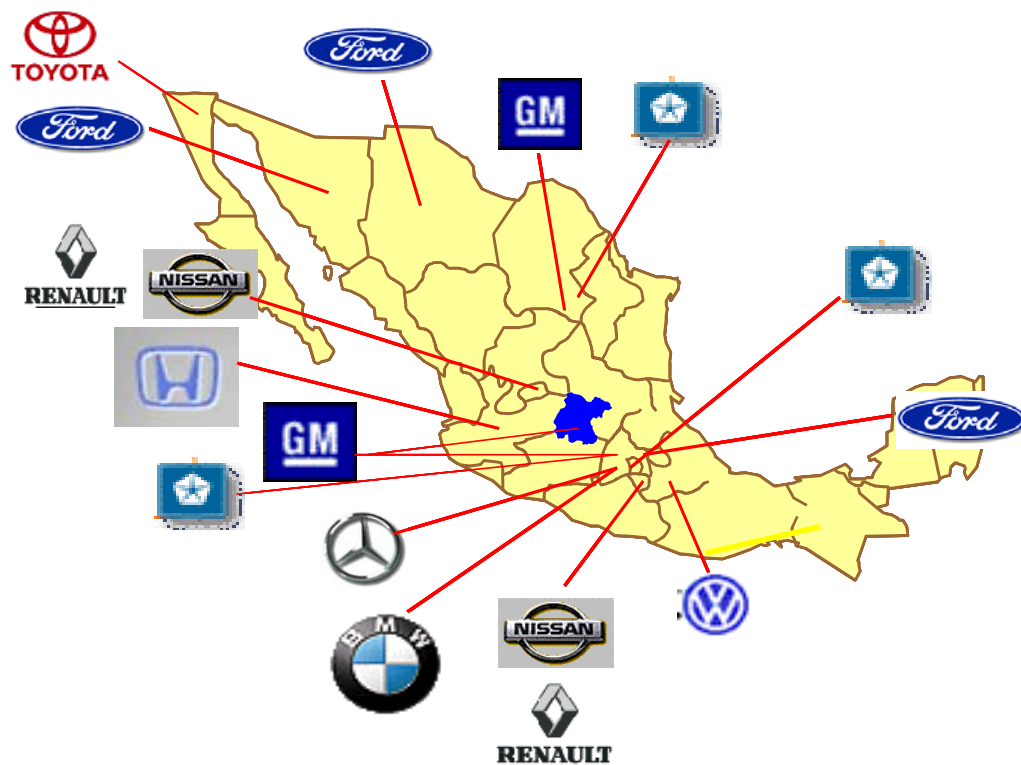 TOYOTA
Ford
Ford
GM
RENAULT
NISSAN
GM
Ford
BMW
NISSAN
RENAULT